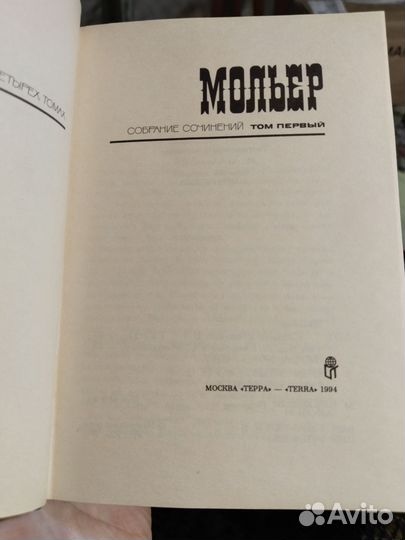 ЕТЫРЕХ ТОМАХ
МОЛЬЕР
СОБРАНИЕ СОЧИНЕНИЙ ТОМ ПЕРВЫЙ
МОСКВА «ТЕРРА» — «TERRA» 1994
Avito